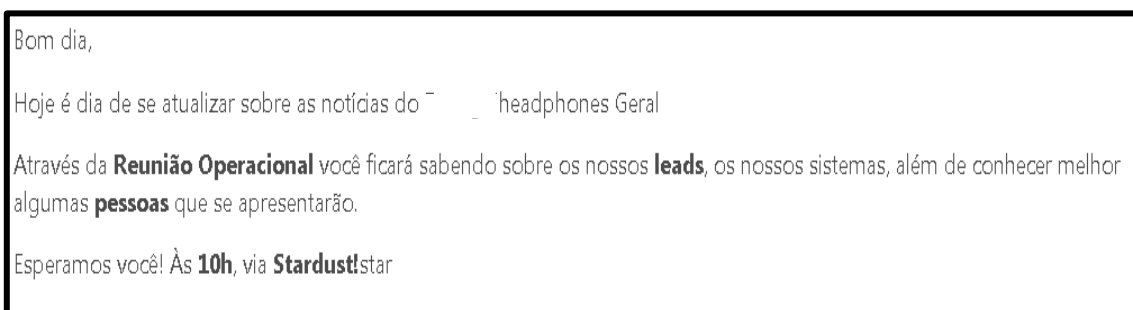 Bom dia,
Hoje é dia de se atualizar sobre as notícias do headphones Geral
Através da Reunião Operacional você ficará sabendo sobre os nossos leads, os nossos sistemas, além de conhecer melhor
algumas pessoas que se apresentarão.
Esperamos você! Às 10h, via Stardust!star